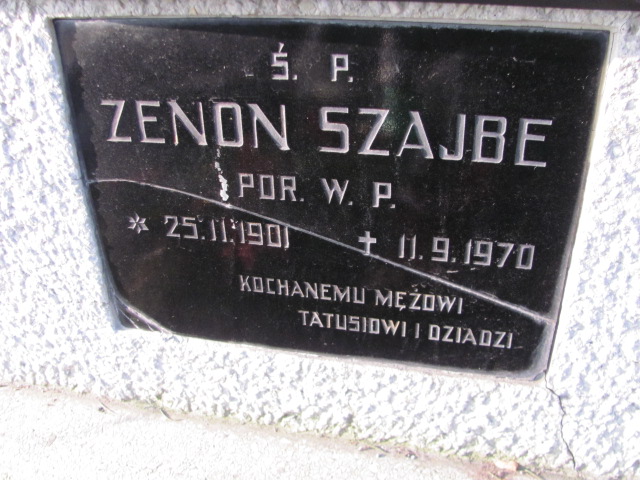 Ś. P.
ZENON SZAJBE
POR. W. P.
* 25.11.1901 ✝ 11.9.1970
KOCHANEMU MĘŻOWI
TATUSIOWI I DZIADZI